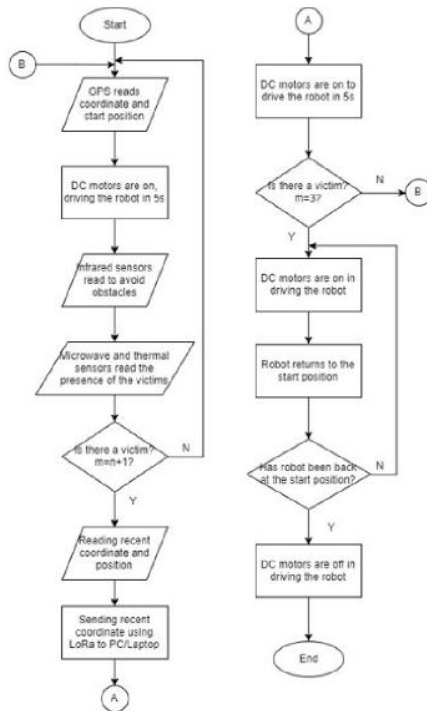 Start
B
GPS reads
coordinate and
start position
DC motors are on,
driving the robot in 5s
Infrared sensors
read to avoid
obstacles
Microwave and thermal
sensors read the
presence of the victims
Is there a victim?
m=n+1?
N
Y
Reading recent
coordinate and
position
Sending recent
coordinate using
LoRa to PC/Laptop
A
A
DC motors are on to
drive the robot in 5s
Is there a victim?
m=3?
N
B
Y
DC motors are on in
driving the robot
Robot returns to the
start position
Has robot been back
at the start position?
N
Y
DC motors are off in
driving the robot
End